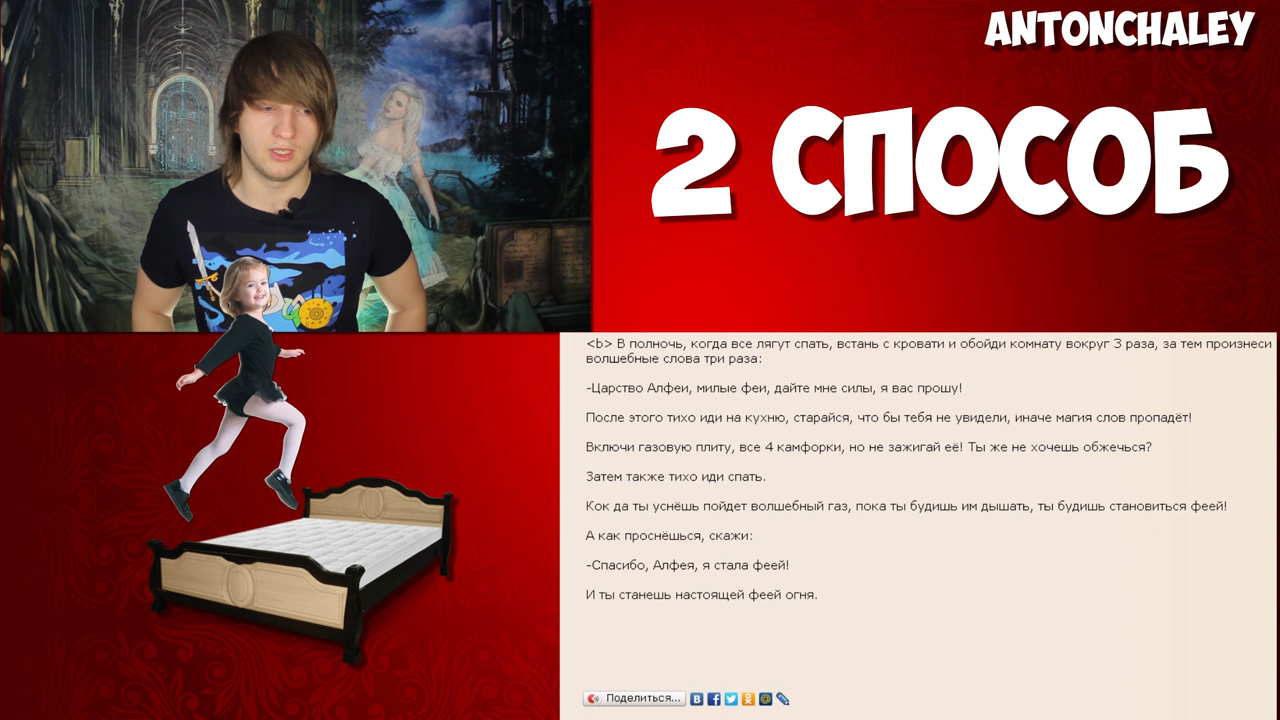 ANTONCHALEY
2 СПОСОБ
<b> В полночь, когда все лягут спать, встань с кровати и обойди комнату вокруг 3 раза, за тем произнеси
волшебные слова три раза:
-Царство Алфеи, милые феи, дайте мне силы, я вас прошу!
После этого тихо иди на кухню, старайся, что бы тебя не увидели, иначе магия слов пропадёт!
Включи газовую плиту, все 4 камфорки, но не зажигай её! Ты же не хочешь обжечься?
Затем также тихо иди спать.
Кок да ты уснёшь пойдет волшебный газ, пока ты будишь им дышать, ты будишь становиться феей!
А как проснёшься, скажи:
-Спасибо, Алфея, я стала феей!
И ты станешь настоящей феей огня.
Поделиться...